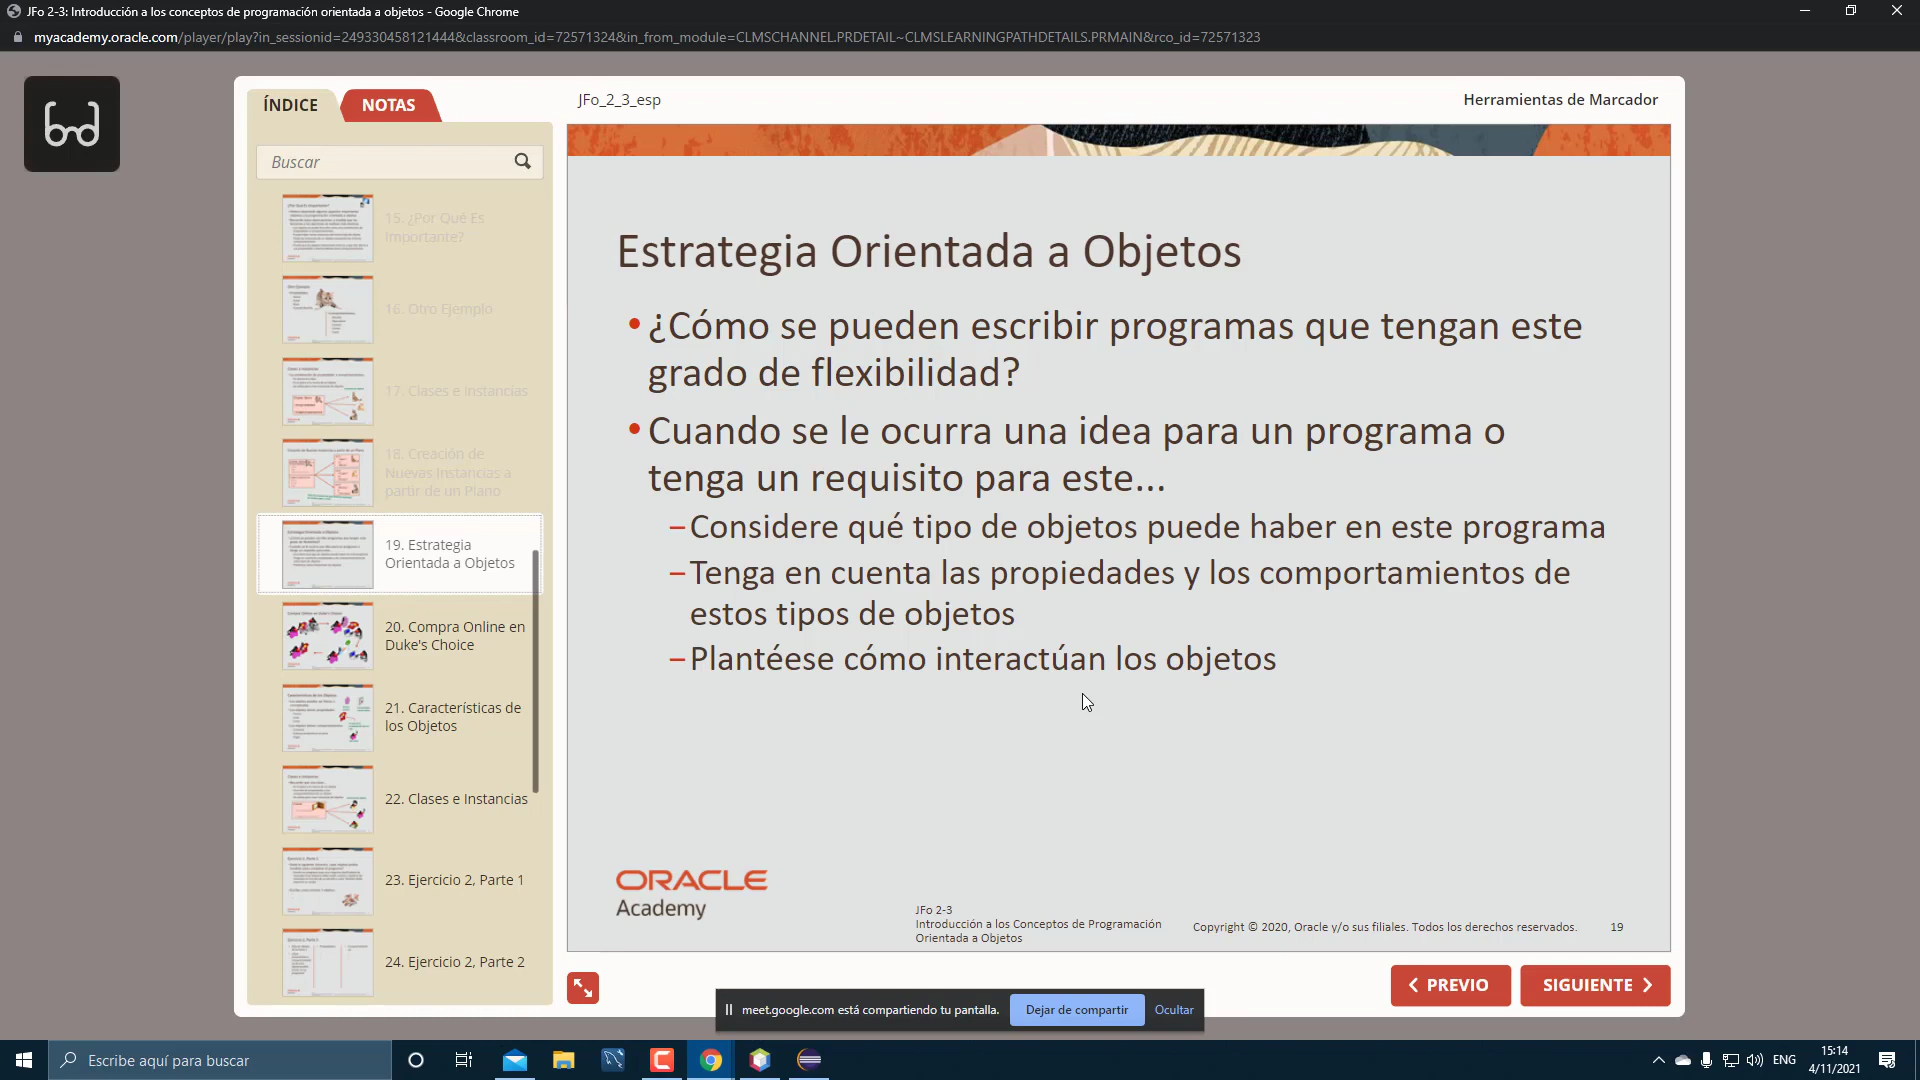 JFo 2-3: Introducción a los conceptos de programación orientada a objetos - Google Chrome
myacademy.oracle.com/player/play?in_sessionid=249330458121444&classroom_id=72571324&in_from_module=CLMSCHANNEL.PRDETAIL~CLMSLEARNINGPATHDETAILS.PRMAIN&rco_id=72571323
ÍNDICE
NOTAS
JFo_2_3_esp
Herramientas de Marcador
Buscar
15. ¿Por Qué Es
Importante?
16. Otro Ejemplo
17. Clases e Instancias
18. Creación de
Nuevas Instancias a
partir de un Plano
19. Estrategia
Orientada a Objetos
20. Compra Online en
Duke's Choice
21. Características de
los Objetos
22. Clases e Instancias
23. Ejercicio 2, Parte 1
24. Ejercicio 2, Parte 2
Estrategia Orientada a Objetos
• ¿Cómo se pueden escribir programas que tengan este
grado de flexibilidad?
• Cuando se le ocurra una idea para un programa o
tenga un requisito para este...
–Considere qué tipo de objetos puede haber en este programa
–Tenga en cuenta las propiedades y los comportamientos de
estos tipos de objetos
–Plantéese cómo interactúan los objetos
ORACLE
Academy
JFo 2-3
Introducción a los Conceptos de Programación
Orientada a Objetos
Copyright © 2020, Oracle y/o sus filiales. Todos los derechos reservados.
19
PREVIO
SIGUIENTE
meet.google.com está compartiendo tu pantalla.
Dejar de compartir
Ocultar
Escribe aquí para buscar
ENG
15:14
4/11/2021